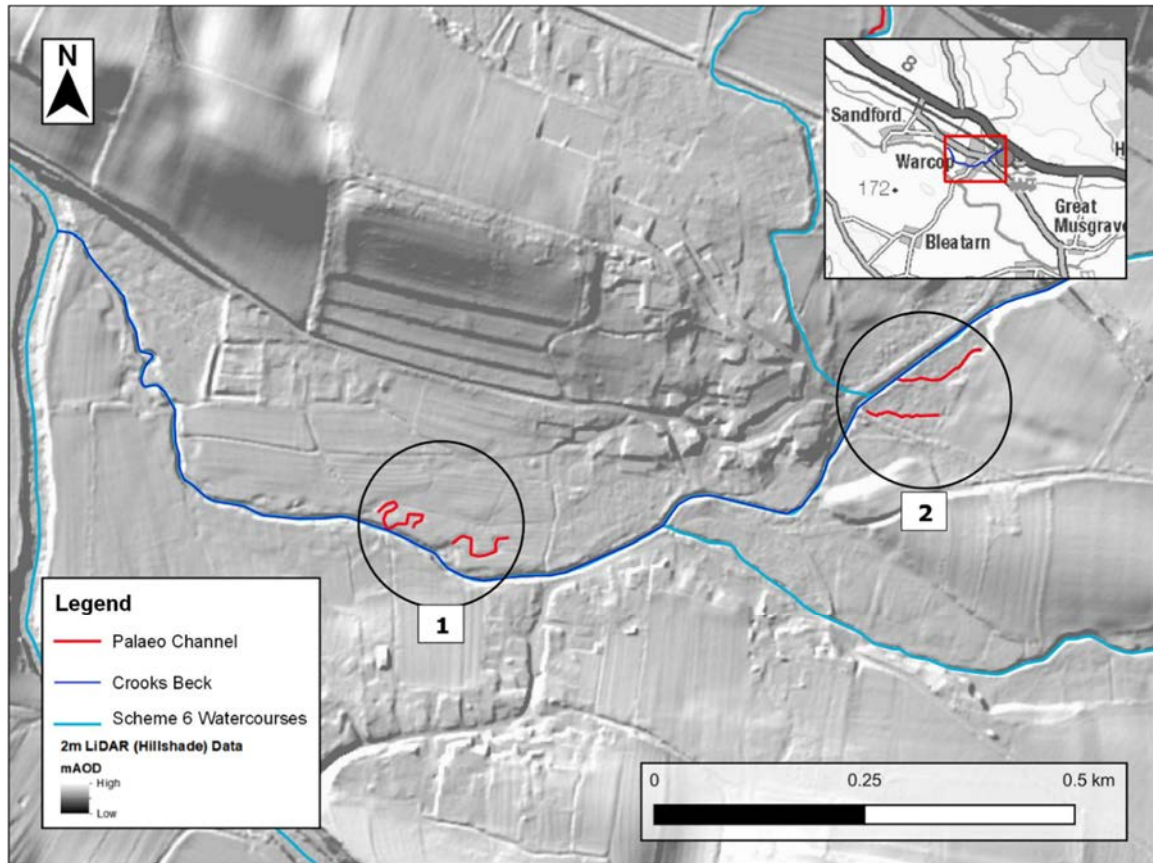 N
8
Sandford
Warcop
172
H
Great
Musgrave
Bleatarn
2
1
Legend
Palaeo Channel
Crooks Beck
Scheme 6 Watercourses
2m LiDAR (Hillshade) Data
mAOD
High
Low
0 0.25 0.5 km